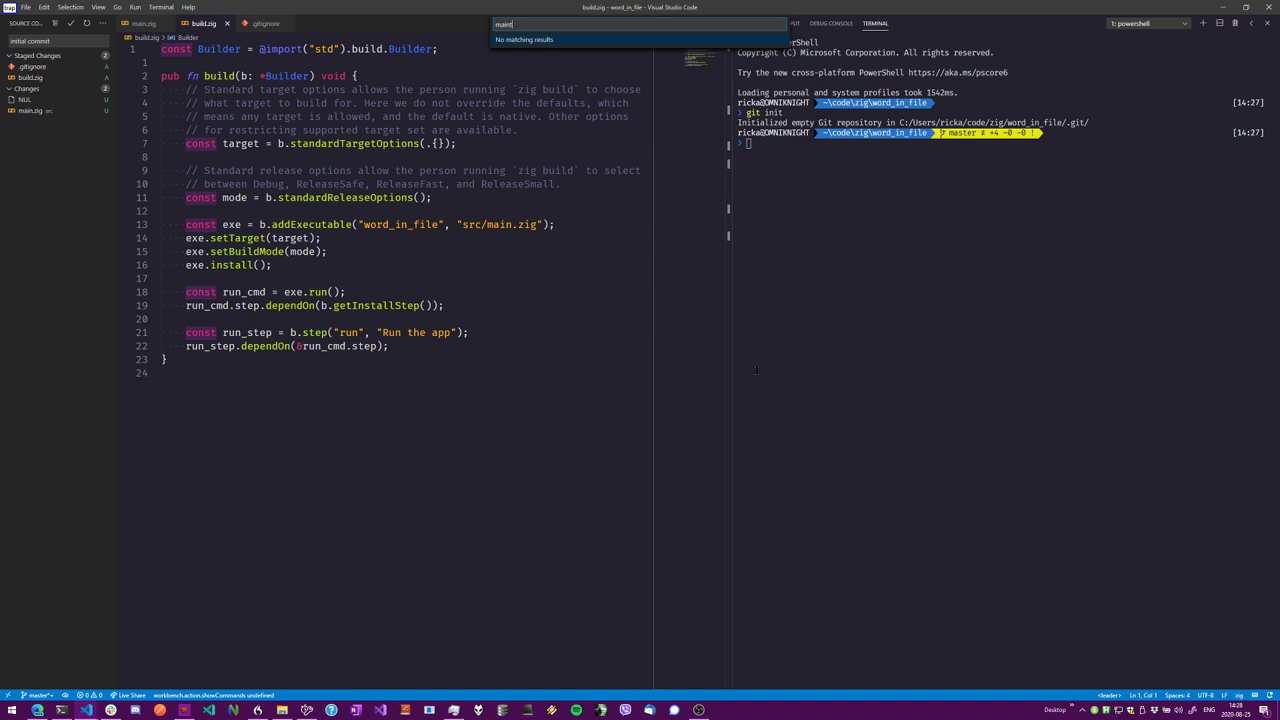 trap File Edit Selection View Go Run Terminal Help
build.zig - word_in_file - Visual Studio Code
SOURCE CO...
main.zig
build.zig
.gitignore
maint
No matching results
DEBUG CONSOLE
TERMINAL
1: powershell
initial commit
Staged Changes 2
.gitignore A
build.zig A
Changes 2
NUL U
main.zig src U
build.zig > Builder
1 const Builder = @import("std").build.Builder;
1
2 pub fn build(b: *Builder) void {
3 // Standard target options allows the person running `zig build` to choose
4 // what target to build for. Here we do not override the defaults, which
5 // means any target is allowed, and the default is native. Other options
6 // for restricting supported target set are available.
7 const target = b.standardTargetOptions(.{});
8
9 // Standard release options allow the person running `zig build` to select
10 // between Debug, ReleaseSafe, ReleaseFast, and ReleaseSmall.
11 const mode = b.standardReleaseOptions();
12
13 const exe = b.addExecutable("word_in_file", "src/main.zig");
14 exe.setTarget(target);
15 exe.setBuildMode(mode);
16 exe.install();
17
18 const run_cmd = exe.run();
19 run_cmd.step.dependOn(b.getInstallStep());
20
21 const run_step = b.step("run", "Run the app");
22 run_step.dependOn(&run_cmd.step);
23 }
24
Copyright (C) Microsoft Corporation. All rights reserved.
Try the new cross-platform PowerShell https://aka.ms/pscore6
Loading personal and system profiles took 1542ms.
ricka@OMNIKNIGHT ~\code\zig\word_in_file [14:27]
> git init
Initialized empty Git repository in C:/Users/ricka/code/zig/word_in_file/.git/
ricka@OMNIKNIGHT ~\code\zig\word_in_file master ≢ +4 ~0 -0 ! [14:27]
>
master*+ 0 0 Live Share workbench.action.showCommands undefined
<leader> Ln 1, Col 1 Spaces: 4 UTF-8 LF zig
Desktop ENG 14:28
2020-08-25